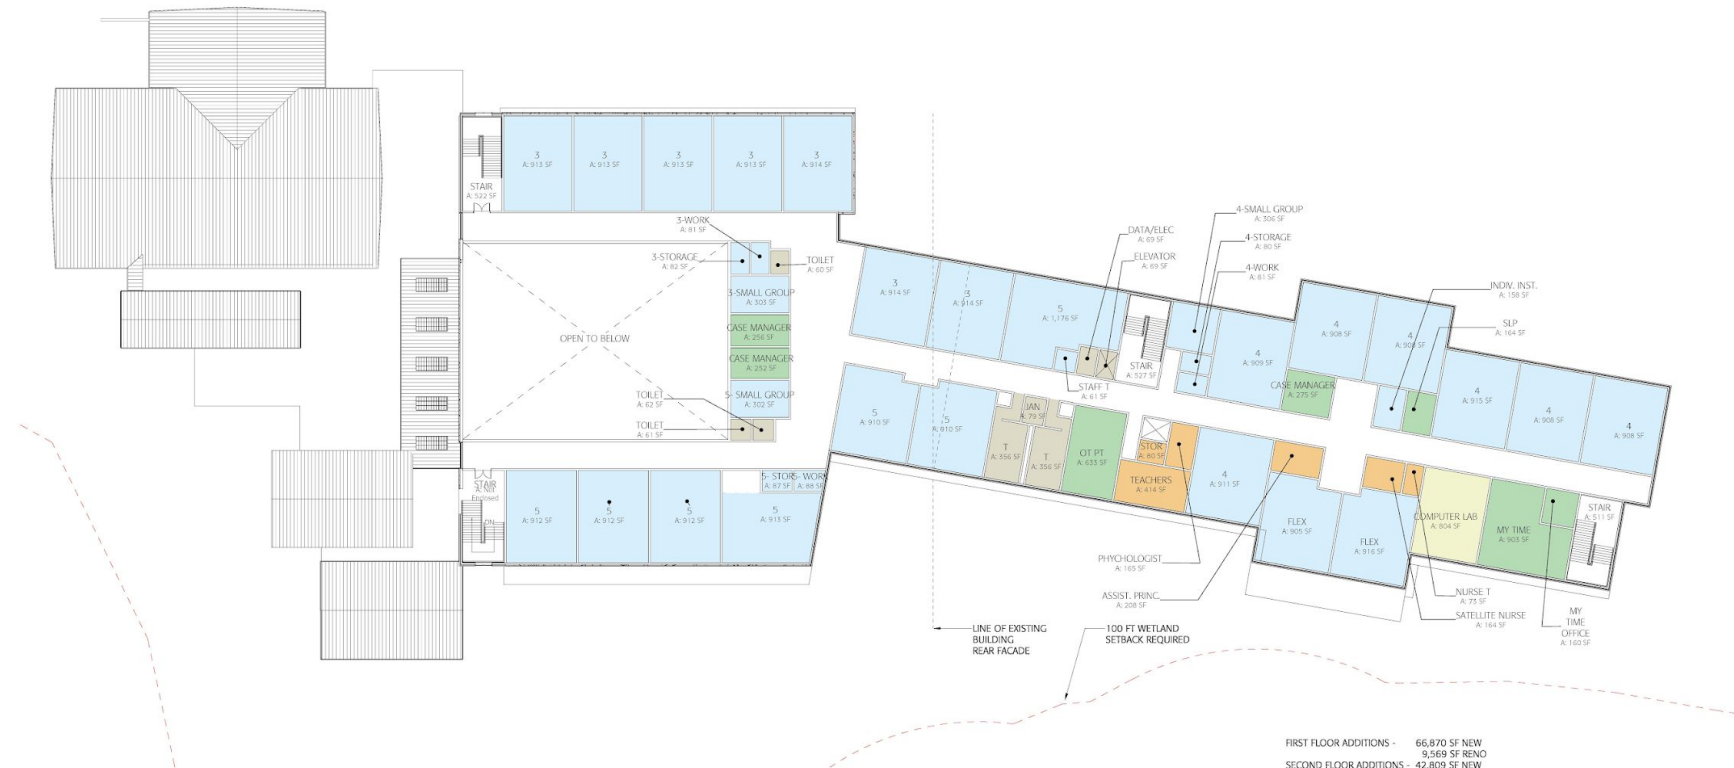 3
A: 913 SF
3
A: 913 SF
3
A: 913 SF
3
A: 913 SF
3
A: 914 SF
STAIR
A: 522 SF
3-WORK
A: 81 SF
3-STORAGE
A: 82 SF
TOILET
A: 60 SF
3-SMALL GROUP
A: 303 SF
CASE MANAGER
A: 256 SF
OPEN TO BELOW
CASE MANAGER
A: 252 SF
5- SMALL GROUP
A: 302 SF
TOILET
A: 62 SF
TOILET
A: 61 SF
STAIR
A: Not
Enclosed
DN
5- STOR
A: 87 SF
5- WORK
A: 88 SF
5
A: 912 SF
5
A: 912 SF
5
A: 912 SF
5
A: 913 SF
3
A: 914 SF
3
A: 914 SF
5
A: 1,176 SF
DATA/ELEC
A: 69 SF
ELEVATOR
A: 69 SF
4-SMALL GROUP
A: 306 SF
4-STORAGE
A: 80 SF
4-WORK
A: 81 SF
INDIV. INST.
A: 158 SF
SLP
A: 164 SF
STAIR
A: 527 SF
STAFF T
A: 61 SF
4
A: 909 SF
4
A: 908 SF
4
A: 908 SF
CASE MANAGER
A: 275 SF
4
A: 915 SF
4
A: 908 SF
4
A: 908 SF
5
A: 910 SF
5
A: 910 SF
JAN
A: 79 SF
T
A: 356 SF
T
A: 356 SF
OT PT
A: 633 SF
STOR
A: 80 SF
TEACHERS
A: 414 SF
4
A: 911 SF
FLEX
A: 905 SF
FLEX
A: 916 SF
COMPUTER LAB
A: 804 SF
MY TIME
A: 903 SF
STAIR
A: 511 SF
PHYCHOLOGIST
A: 165 SF
ASSIST. PRINC.
A: 208 SF
NURSE T
A: 73 SF
SATELLITE NURSE
A: 164 SF
MY
TIME
OFFICE
A: 160 SF
LINE OF EXISTING
BUILDING
REAR FACADE
100 FT WETLAND
SETBACK REQUIRED
FIRST FLOOR ADDITIONS - 66,870 SF NEW
9,569 SF RENO
SECOND FLOOR ADDITIONS - 42,809 SF NEW